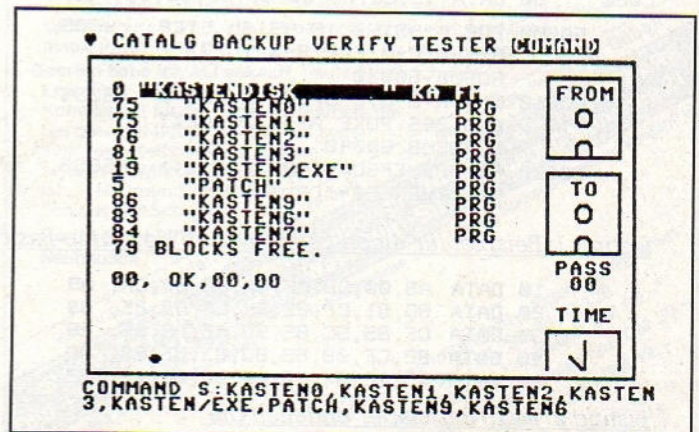 ♥ CATALG BACKUP VERIFY TESTER COMAND
0 "KASTENDISK " KA FM
75 "KASTEN0" PRG
75 "KASTEN1" PRG
76 "KASTEN2" PRG
81 "KASTEN3" PRG
19 "KASTEN/EXE" PRG
5 "PATCH" PRG
86 "KASTEN9" PRG
83 "KASTEN6" PRG
84 "KASTEN7" PRG
79 BLOCKS FREE.
00, OK,00,00
FROM
TO
PASS
00
TIME
COMMAND S:KASTEN0,KASTEN1,KASTEN2,KASTEN
3,KASTEN/EXE,PATCH,KASTEN9,KASTEN6